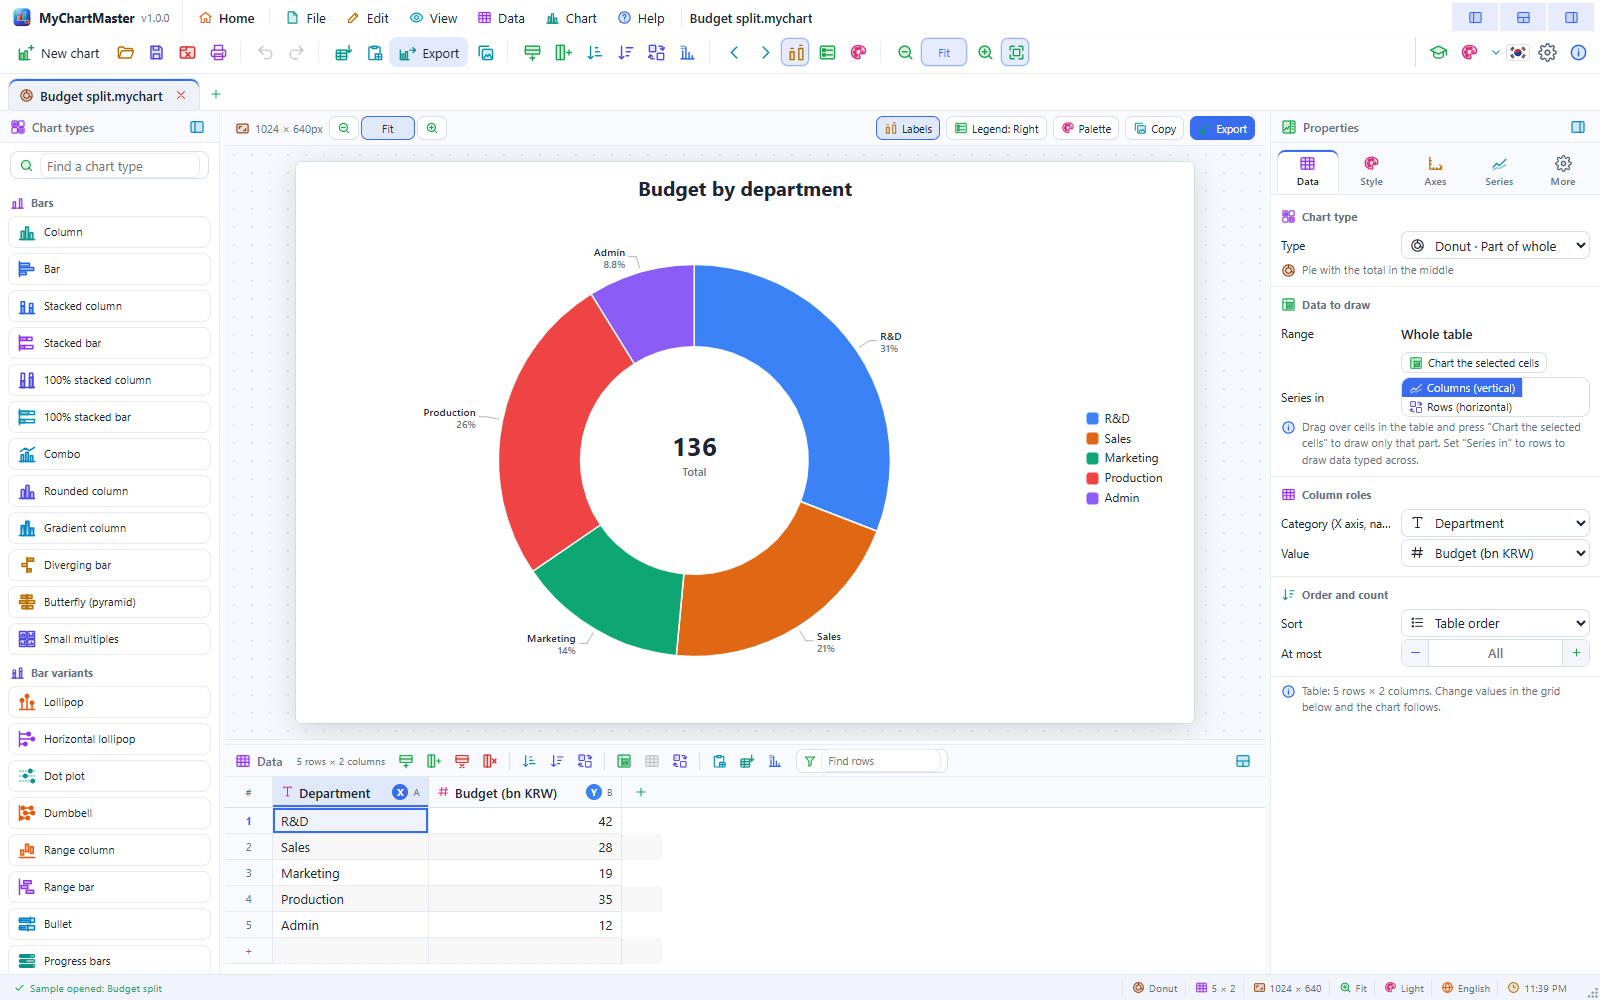 MyChartMaster v1.0.0
Home
File
Edit
View
Data
Chart
Help
Budget split.mychart
New chart
Export
Fit
Budget split.mychart
Chart types
Find a chart type
Bars
Column
Bar
Stacked column
Stacked bar
100% stacked column
100% stacked bar
Combo
Rounded column
Gradient column
Diverging bar
Butterfly (pyramid)
Small multiples
Bar variants
Lollipop
Horizontal lollipop
Dot plot
Dumbbell
Range column
Range bar
Bullet
Progress bars
1024 × 640px
Fit
Labels
Legend: Right
Palette
Copy
Export
Budget by department
Admin
8.8%
R&D
31%
Production
26%
136
Total
Marketing
14%
Sales
21%
R&D
Sales
Marketing
Production
Admin
Data
5 rows × 2 columns
Find rows
# Department X A # Budget (bn KRW) Y B
1 R&D 42
2 Sales 28
3 Marketing 19
4 Production 35
5 Admin 12
Properties
Data
Style
Axes
Series
More
Chart type
Type
Donut · Part of whole
Pie with the total in the middle
Data to draw
Range
Whole table
Chart the selected cells
Series in
Columns (vertical)
Rows (horizontal)
Drag over cells in the table and press "Chart the selected
cells" to draw only that part. Set "Series in" to rows to
draw data typed across.
Column roles
Category (X axis, na...
Department
Value
Budget (bn KRW)
Order and count
Sort
Table order
At most
All
Table: 5 rows × 2 columns. Change values in the grid
below and the chart follows.
Sample opened: Budget split
Donut
5 × 2
1024 × 640
Fit
Light
English
11:39 PM